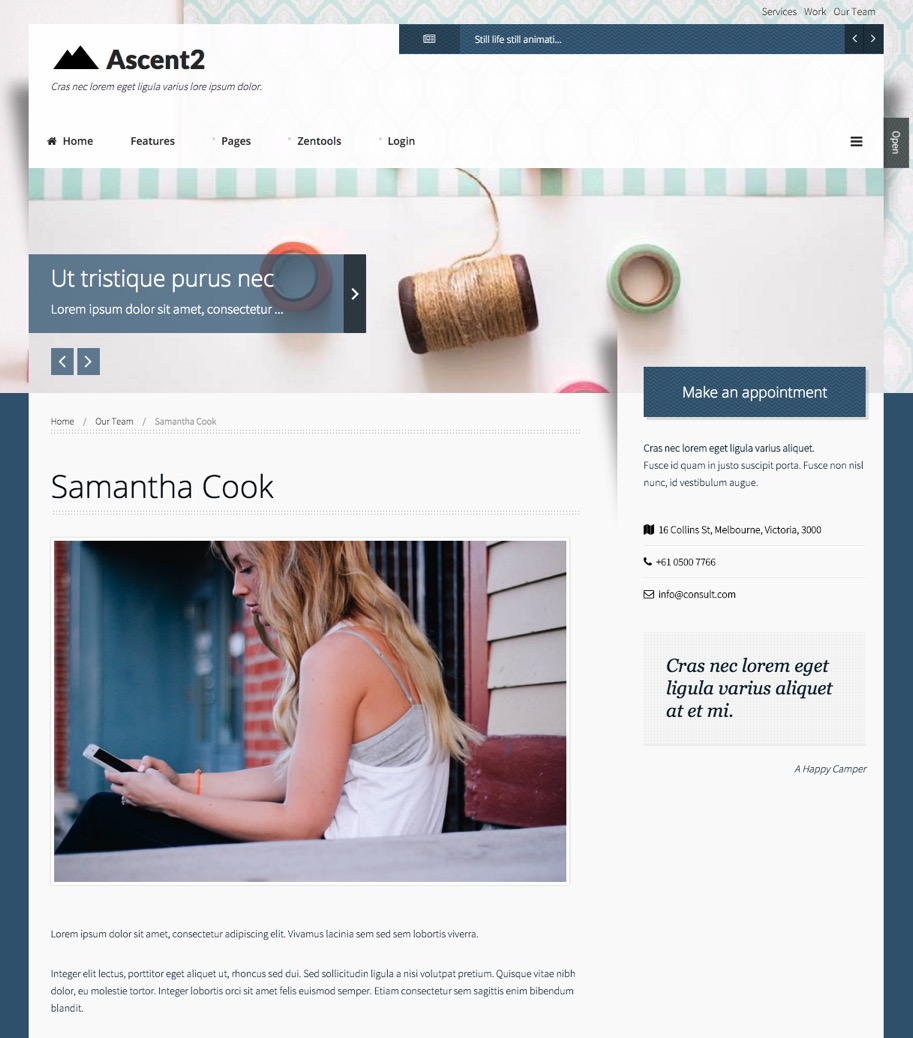 Services Work Our Team
Still life still animati...
Ascent2
Cras nec lorem eget ligula varius lore ipsum dolor.
Home Features Pages Zentools Login
Open
Ut tristique purus nec
Lorem ipsum dolor sit amet, consectetur ...
Make an appointment
Home / Our Team / Samantha Cook
Samantha Cook
Cras nec lorem eget ligula varius aliquet.
Fusce id quam in justo suscipit porta. Fusce non nisl
nunc, id vestibulum augue.
16 Collins St, Melbourne, Victoria, 3000
+61 0500 7766
info@consult.com
Cras nec lorem eget
ligula varius aliquet
at et mi.
A Happy Camper
Lorem ipsum dolor sit amet, consectetur adipiscing elit. Vivamus lacinia sem sed sem lobortis viverra.
Integer elit lectus, porttitor eget aliquet ut, rhoncus sed dui. Sed sollicitudin ligula a nisi volutpat pretium. Quisque vitae nibh
dolor, eu molestie tortor. Integer lobortis orci sit amet felis euismod semper. Etiam consectetur sem sagittis enim bibendum
blandit.